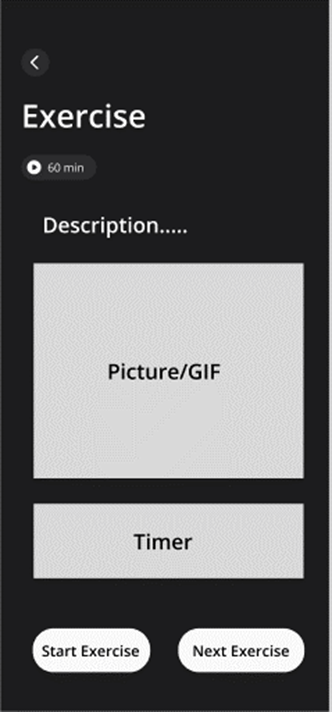 Exercise
60 min
Description.....
Picture/GIF
Timer
Start Exercise
Next Exercise